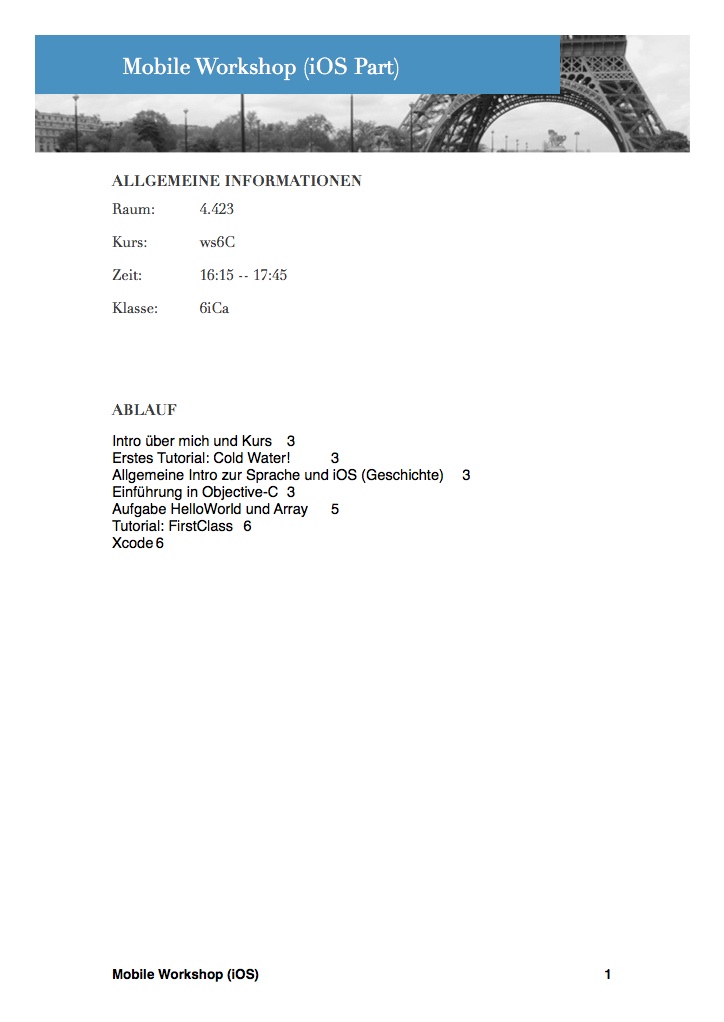 Mobile Workshop (iOS Part)
ALLGEMEINE INFORMATIONEN
Raum: 4.423
Kurs: ws6C
Zeit: 16:15 -- 17:45
Klasse: 6iCa
ABLAUF
Intro über mich und Kurs 3
Erstes Tutorial: Cold Water! 3
Allgemeine Intro zur Sprache und iOS (Geschichte) 3
Einführung in Objective-C 3
Aufgabe HelloWorld und Array 5
Tutorial: FirstClass 6
Xcode 6
Mobile Workshop (iOS) 1